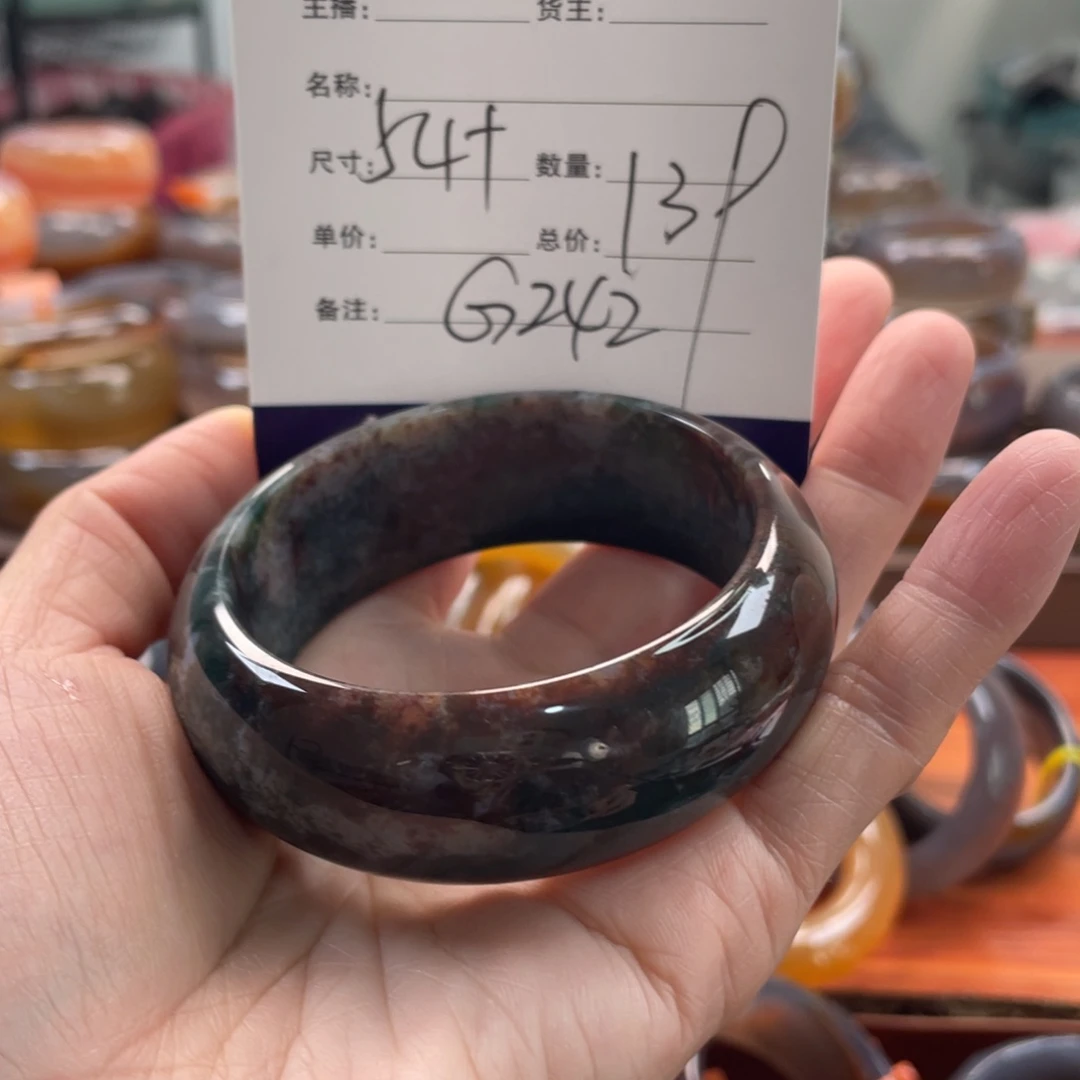 主播: 货主:
名称:
尺寸: 54+ 数量: 13
单价: 总价:
备注: G242